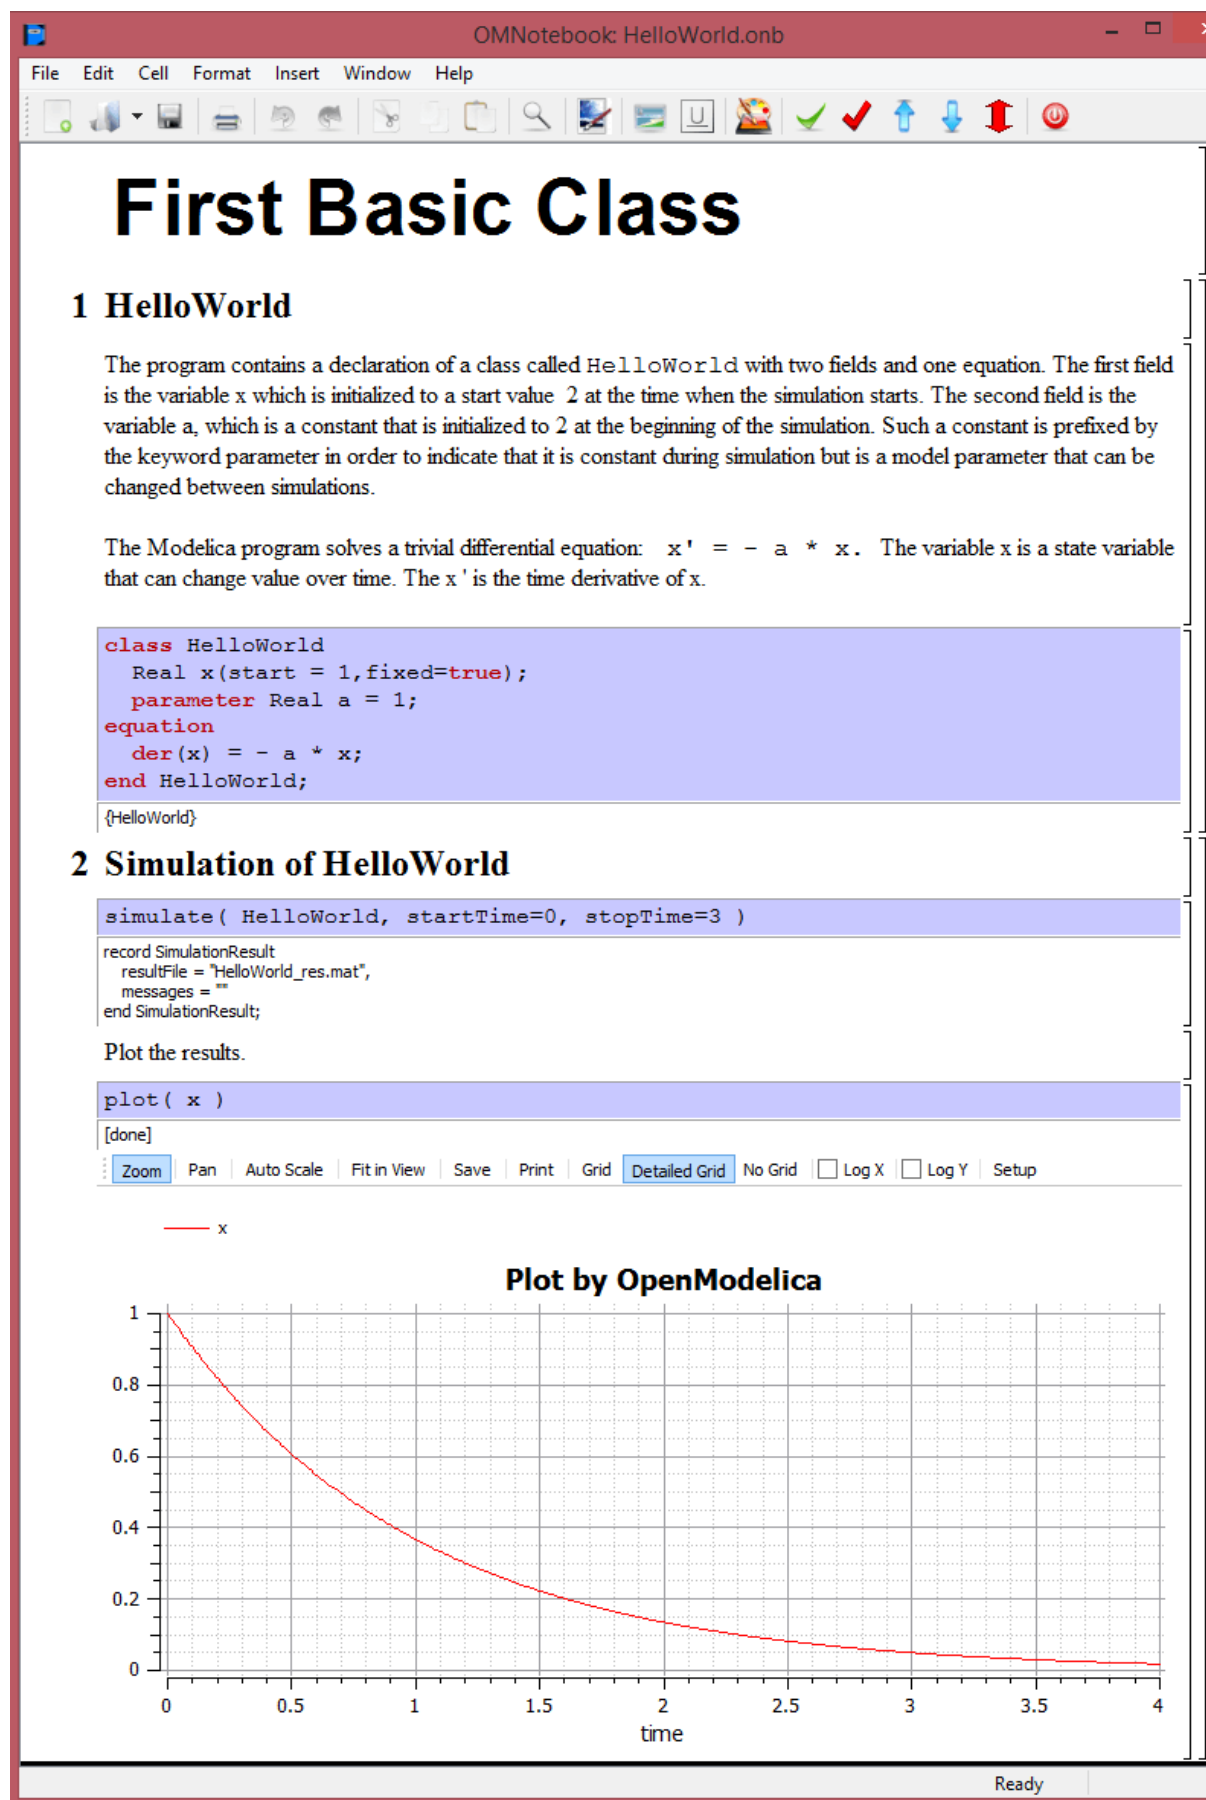 OMNotebook: HelloWorld.onb
File Edit Cell Format Insert Window Help
First Basic Class
1 HelloWorld
The program contains a declaration of a class called HelloWorld with two fields and one equation. The first field
is the variable x which is initialized to a start value  2 at the time when the simulation starts. The second field is the
variable a, which is a constant that is initialized to 2 at the beginning of the simulation. Such a constant is prefixed by
the keyword parameter in order to indicate that it is constant during simulation but is a model parameter that can be
changed between simulations.
The Modelica program solves a trivial differential equation:   x' = - a * x.  The variable x is a state variable
that can change value over time. The x ' is the time derivative of x.
class HelloWorld
  Real x(start = 1,fixed=true);
  parameter Real a = 1;
equation
  der(x) = - a * x;
end HelloWorld;
{HelloWorld}
2 Simulation of HelloWorld
simulate( HelloWorld, startTime=0, stopTime=3 )
record SimulationResult
  resultFile = "HelloWorld_res.mat",
  messages = ""
end SimulationResult;
Plot the results.
plot( x )
[done]
Zoom Pan Auto Scale Fit in View Save Print Grid Detailed Grid No Grid Log X Log Y Setup
x
Plot by OpenModelica
1
0.8
0.6
0.4
0.2
0
0 0.5 1 1.5 2 2.5 3 3.5 4
time
Ready